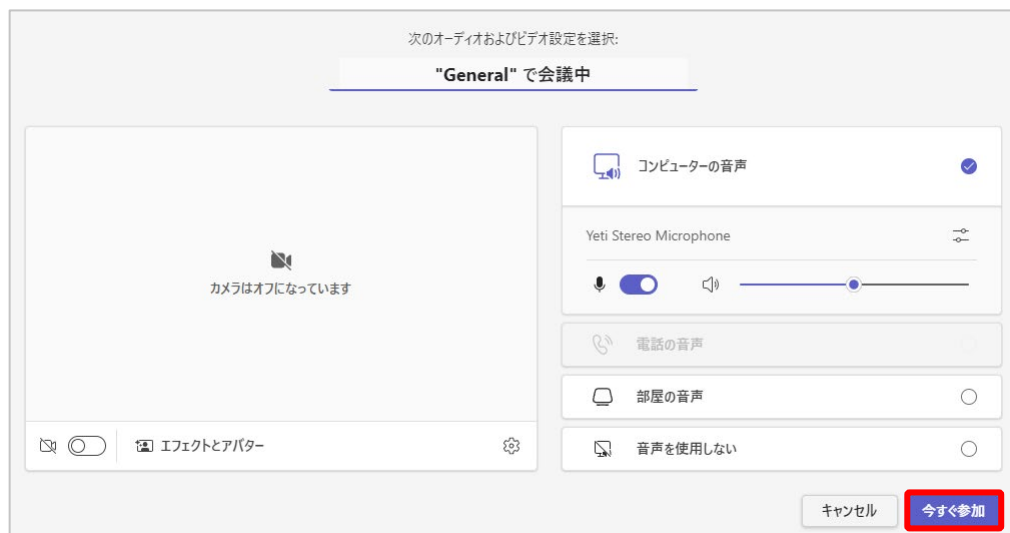 次のオーディオおよびビデオ設定を選択:
"General" で会議中
カメラはオフになっています
エフェクトとアバター
コンピューターの音声
Yeti Stereo Microphone
電話の音声
部屋の音声
音声を使用しない
キャンセル
今すぐ参加